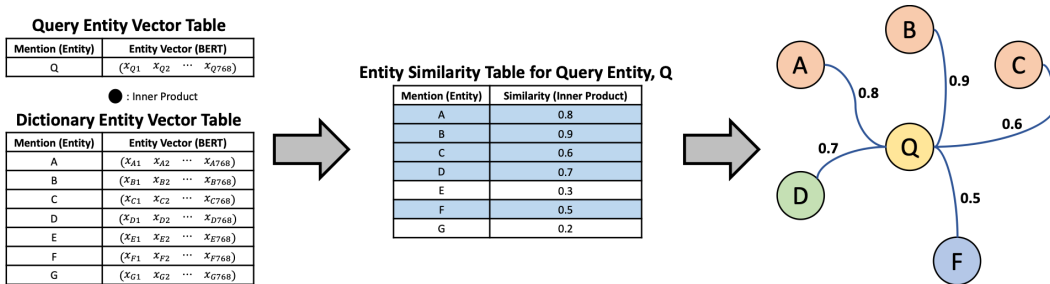 Query Entity Vector Table
Mention (Entity) Entity Vector (BERT)
Q (x_Q1 x_Q2 ⋯ x_Q768)
: Inner Product
Dictionary Entity Vector Table
Mention (Entity) Entity Vector (BERT)
A (x_A1 x_A2 ⋯ x_A768)
B (x_B1 x_B2 ⋯ x_B768)
C (x_C1 x_C2 ⋯ x_C768)
D (x_D1 x_D2 ⋯ x_D768)
E (x_E1 x_E2 ⋯ x_E768)
F (x_F1 x_F2 ⋯ x_F768)
G (x_G1 x_G2 ⋯ x_G768)
Entity Similarity Table for Query Entity, Q
Mention (Entity) Similarity (Inner Product)
A 0.8
B 0.9
C 0.6
D 0.7
E 0.3
F 0.5
G 0.2
B
A
C
0.8
0.9
0.6
0.7
Q
D
0.5
F